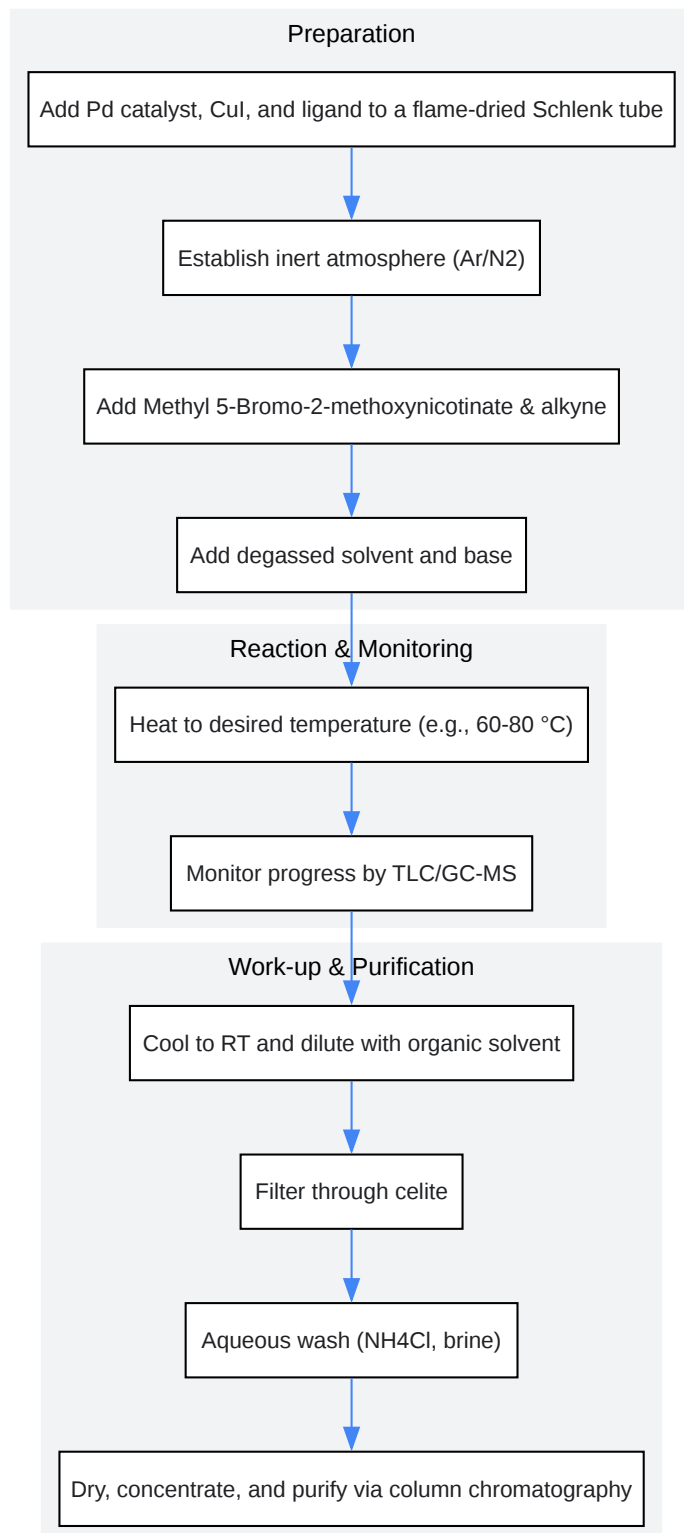 Preparation
Add Pd catalyst, CuI, and ligand to a flame-dried Schlenk tube
Establish inert atmosphere (Ar/N2)
Add Methyl 5-Bromo-2-methoxynicotinate & alkyne
Add degassed solvent and base
Reaction & Monitoring
Heat to desired temperature (e.g., 60-80 °C)
Monitor progress by TLC/GC-MS
Work-up & Purification
Cool to RT and dilute with organic solvent
Filter through celite
Aqueous wash (NH4Cl, brine)
Dry, concentrate, and purify via column chromatography